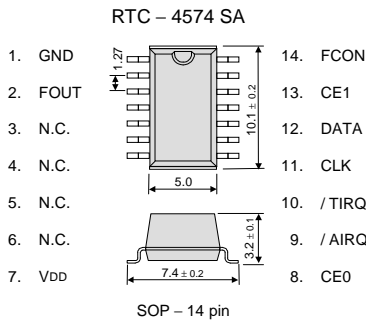 RTC – 4574 SA
1. GND
2. FOUT
3. N.C.
4. N.C.
5. N.C.
6. N.C.
7. VDD
14. FCON
13. CE1
12. DATA
11. CLK
10. / TIRQ
9. / AIRQ
8. CE0
1.27
10.1 ± 0.2
5.0
3.2 ± 0.1
7.4 ± 0.2
SOP – 14 pin